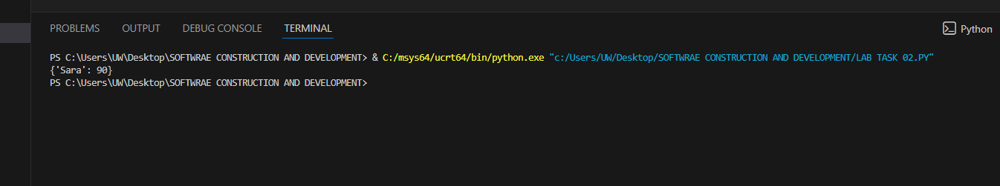 PROBLEMS OUTPUT DEBUG CONSOLE TERMINAL Python
PS C:\Users\UW\Desktop\SOFTWRAE CONSTRUCTION AND DEVELOPMENT> & C:/msys64/ucrt64/bin/python.exe "c:/Users/UW/Desktop/SOFTWRAE CONSTRUCTION AND DEVELOPMENT/LAB TASK 02.PY"
{'Sara': 90}
PS C:\Users\UW\Desktop\SOFTWRAE CONSTRUCTION AND DEVELOPMENT>